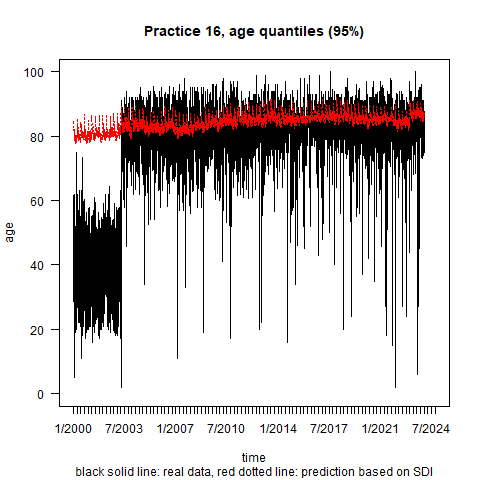 Practice 16, age quantiles (95%)
100
80
60
40
20
0
age
1/2000 7/2003 1/2007 7/2010 1/2014 7/2017 1/2021 7/2024
time
black solid line: real data, red dotted line: prediction based on SDI